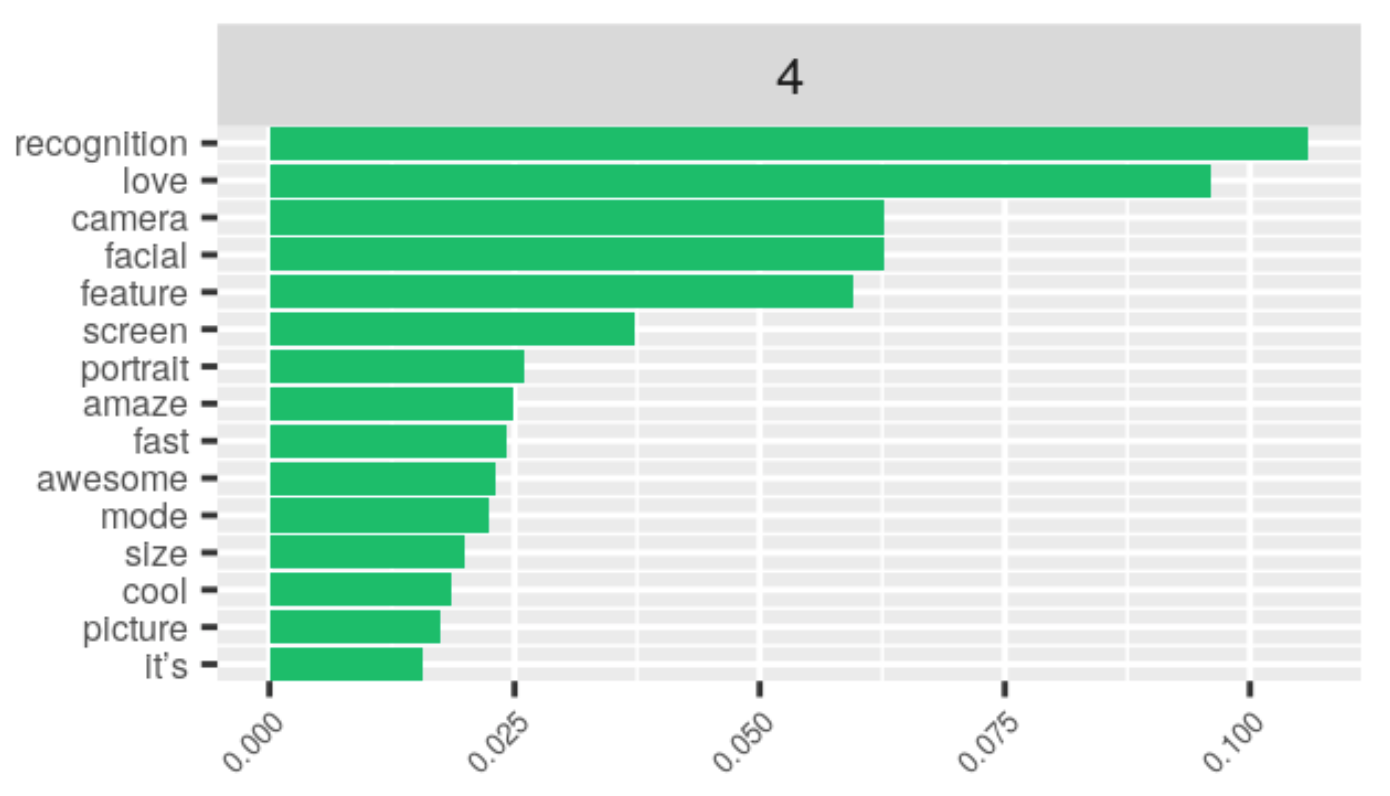 4
recognition
love
camera
facial
feature
screen
portrait
amaze
fast
awesome
mode
size
cool
picture
it’s
0.000
0.025
0.050
0.075
0.100